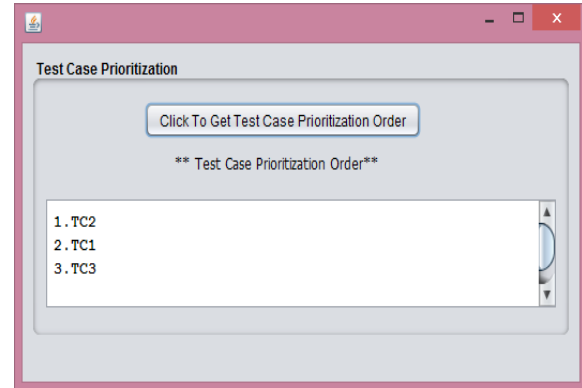 Test Case Prioritization
Click To Get Test Case Prioritization Order
** Test Case Prioritization Order**
1.TC2
2.TC1
3.TC3